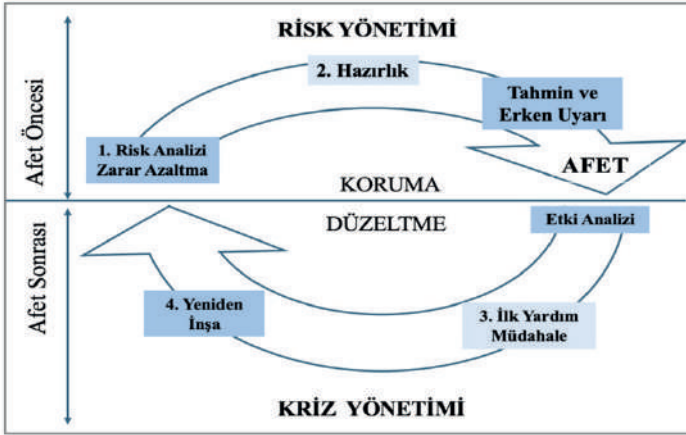 RİSK YÖNETİMİ
2. Hazırlık
Tahmin ve
Erken Uyarı
1. Risk Analizi
Zarar Azaltma
AFET
KORUMA
Afet Öncesi
DÜZELTME
Etki Analizi
4. Yeniden
İnşa
3. İlk Yardım
Müdahale
Afet Sonrası
KRİZ YÖNETİMİ